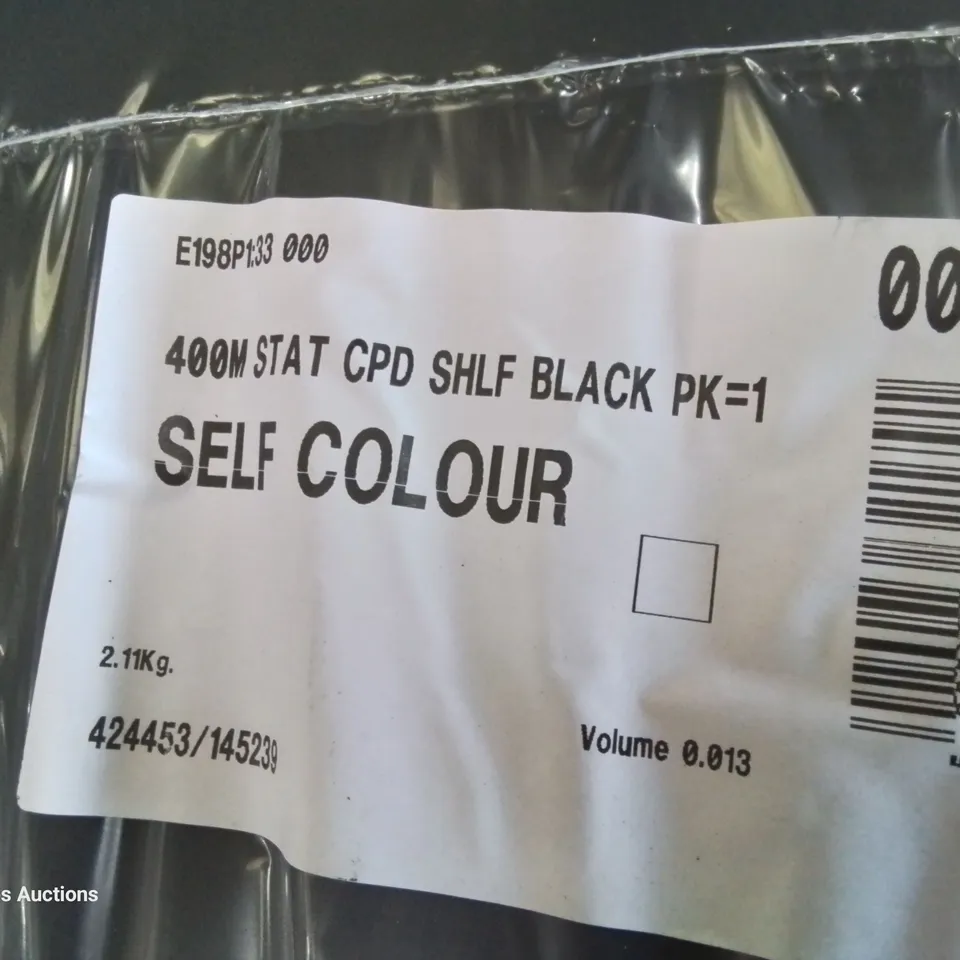 E198P1:33 000
00
400M STAT CPD SHLF BLACK PK=1
SELF COLOUR
2.11Kg.
424453/145239
Volume 0.013
s Auctions